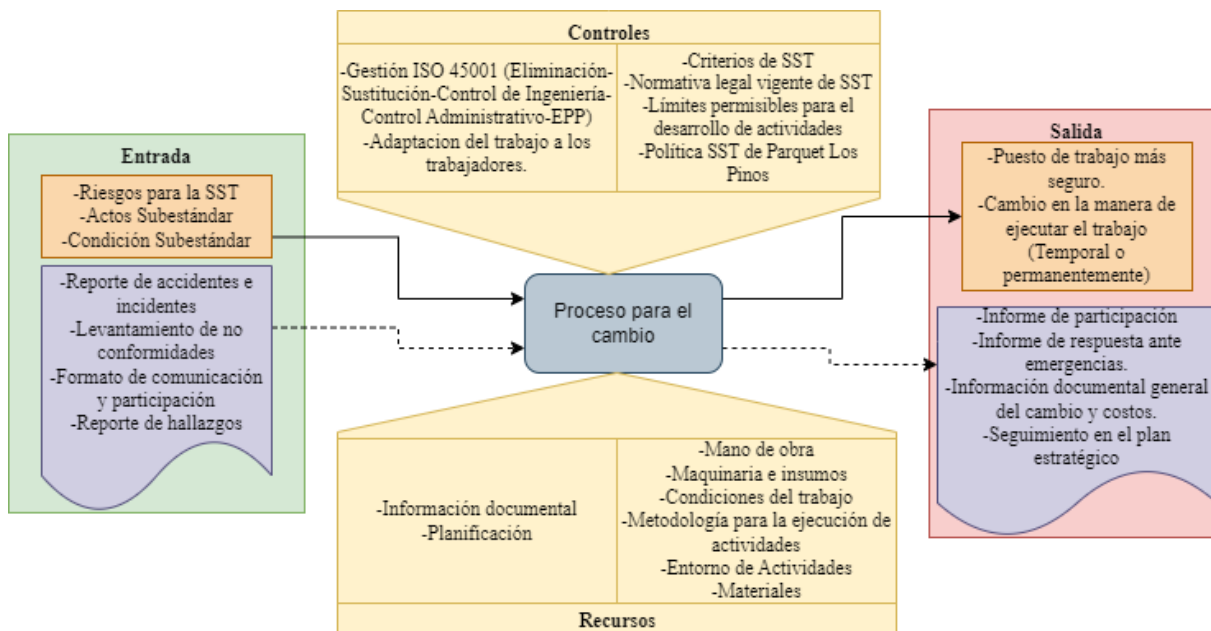 Controles
-Gestión ISO 45001 (Eliminación-
Sustitución-Control de Ingeniería-
Control Administrativo-EPP)
-Adaptacion del trabajo a los
trabajadores.
-Criterios de SST
-Normativa legal vigente de SST
-Límites permisibles para el
desarrollo de actividades
-Política SST de Parquet Los
Pinos
Entrada
-Riesgos para la SST
-Actos Subestándar
-Condición Subestándar
-Reporte de accidentes e
incidentes
-Levantamiento de no
conformidades
-Formato de comunicación
y participación
-Reporte de hallazgos
Proceso para el
cambio
Salida
-Puesto de trabajo más
seguro.
-Cambio en la manera de
ejecutar el trabajo
(Temporal o
permanentemente)
-Informe de participación
-Informe de respuesta ante
emergencias.
-Información documental general
del cambio y costos.
-Seguimiento en el plan
estratégico
-Información documental
-Planificación
-Mano de obra
-Maquinaria e insumos
-Condiciones del trabajo
-Metodología para la ejecución de
actividades
-Entorno de Actividades
-Materiales
Recursos